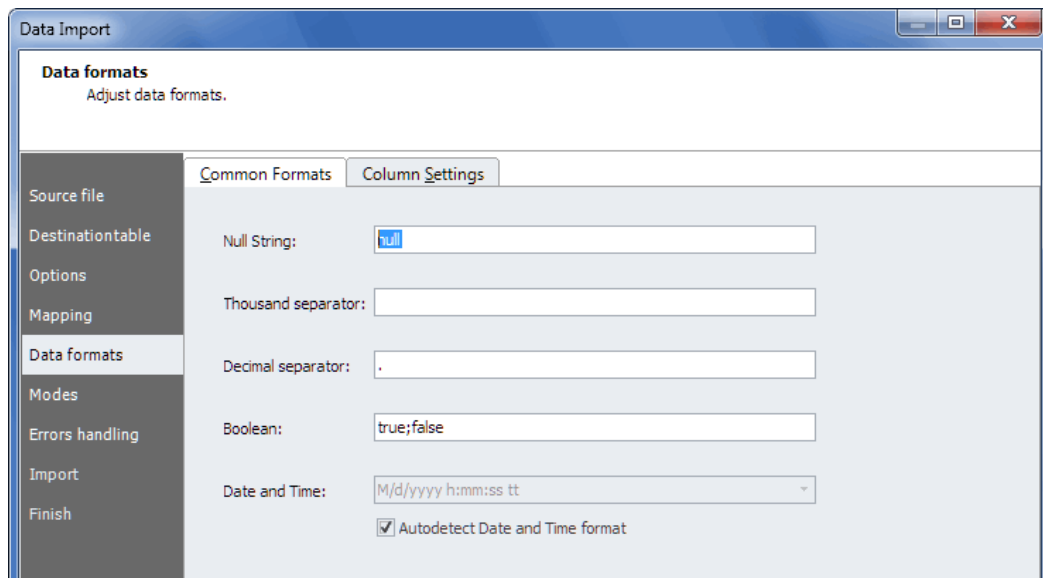 Data Import
Data formats
Adjust data formats.
Source file
Destinationtable
Options
Mapping
Data formats
Modes
Errors handling
Import
Finish
Common Formats Column Settings
Null String: null
Thousand separator:
Decimal separator: .
Boolean: true;false
Date and Time: M/d/yyyy h:mm:ss tt
Autodetect Date and Time format